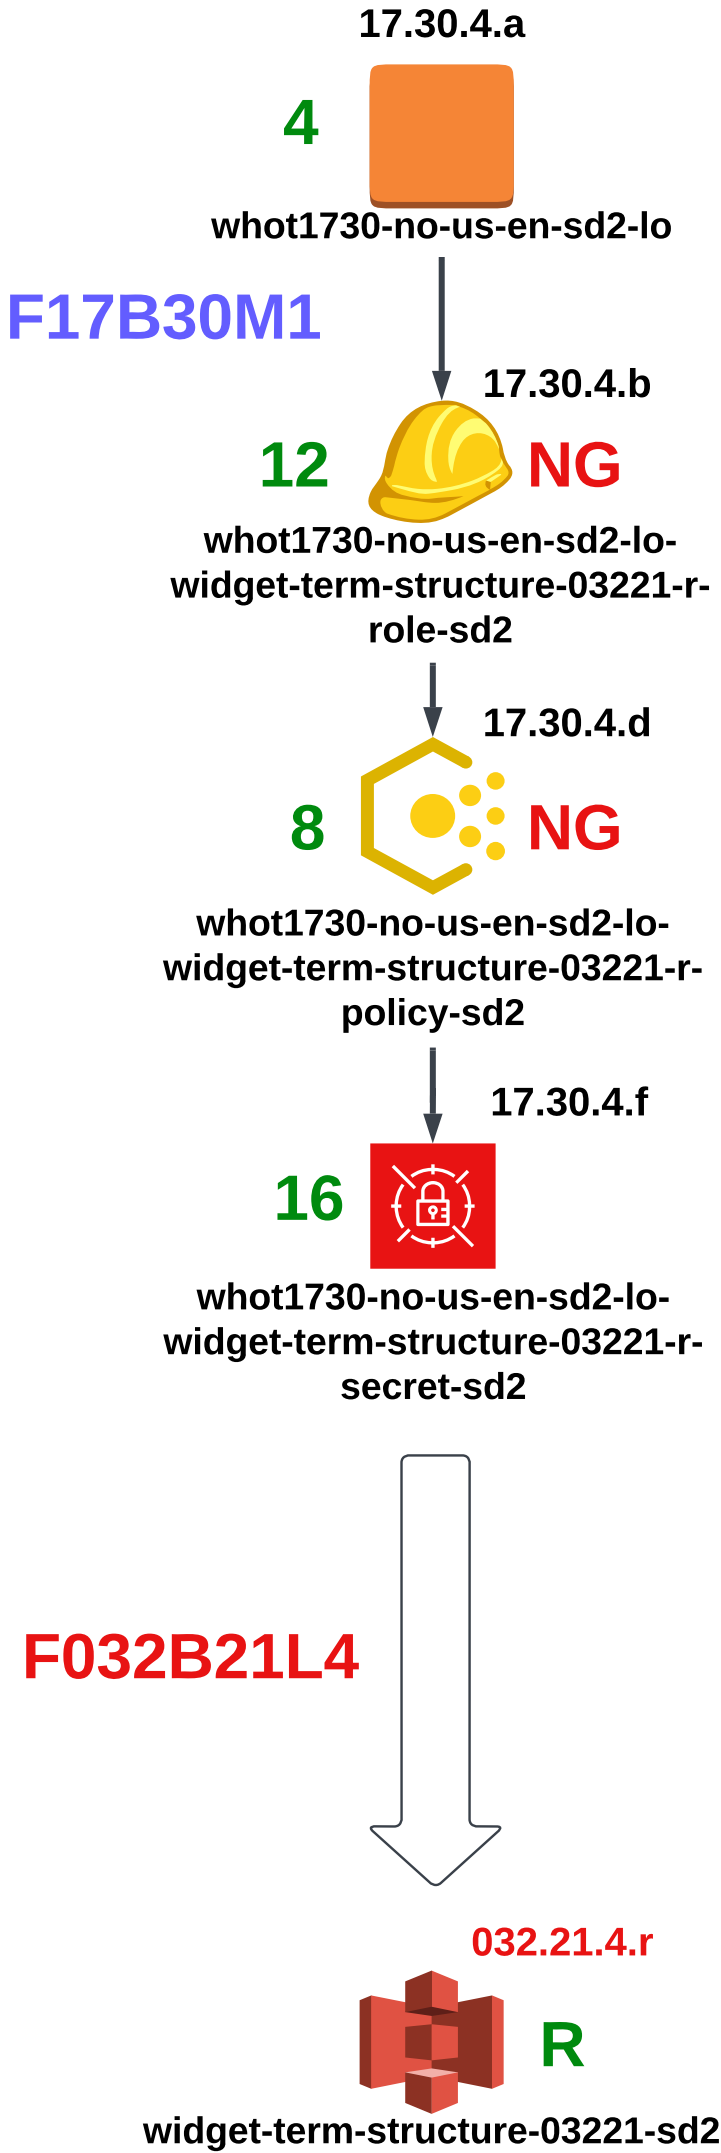 17.30.4.a
4
whot1730-no-us-en-sd2-lo
F17B30M1
17.30.4.b
12
NG
whot1730-no-us-en-sd2-lo-
widget-term-structure-03221-r-
role-sd2
17.30.4.d
8
NG
whot1730-no-us-en-sd2-lo-
widget-term-structure-03221-r-
policy-sd2
17.30.4.f
16
whot1730-no-us-en-sd2-lo-
widget-term-structure-03221-r-
secret-sd2
F032B21L4
032.21.4.r
R
widget-term-structure-03221-sd2